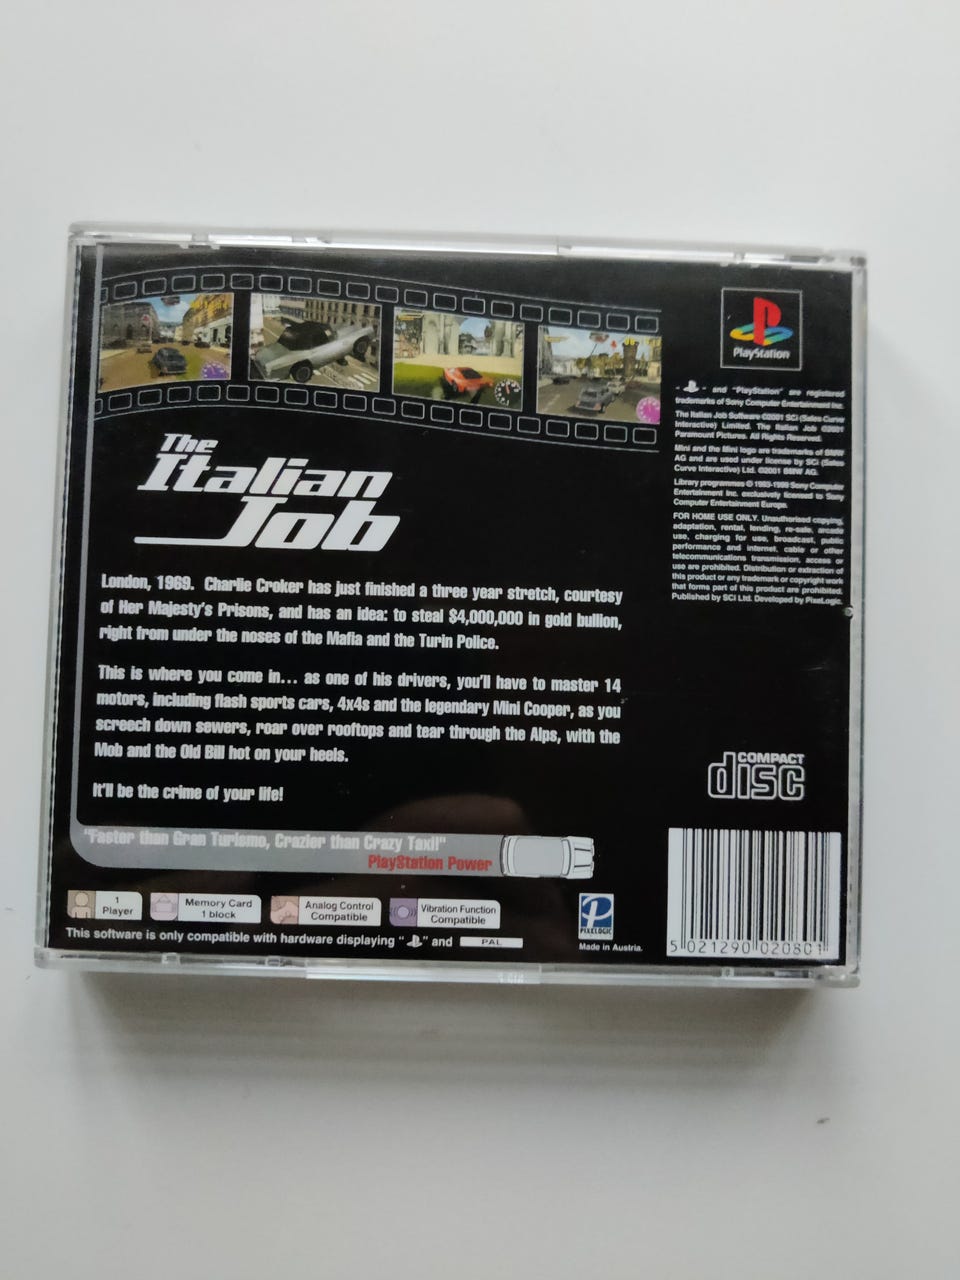 PlayStation
- and "PlayStation" are registered
trademarks of Sony Computer Entertainment Inc.
The Italian Job Software ©2001 SCi (Sales Curve
Interactive) Limited. The Italian Job ©2001
Paramount Pictures. All Rights Reserved.
Mini and the Mini logo are trademarks of BMW
AG and are used under license by SCi (Sales
Curve Interactive) Ltd. ©2001 BMW AG.
Library programmes © 1993-1999 Sony Computer
Entertainment Inc. exclusively licensed to Sony
Computer Entertainment Europe.
FOR HOME USE ONLY. Unauthorised copying,
adaptation, rental, lending, re-sale, arcade
use, charging for use, broadcast, public
performance and internet, cable or other
telecommunications transmission, access or
use are prohibited. Distribution or extraction of
this product or any trademark or copyright work
that forms part of this product are prohibited.
Published by SCi Ltd. Developed by PixeLogic.
The
Italian
Job
London, 1969. Charlie Croker has just finished a three year stretch, courtesy
of Her Majesty's Prisons, and has an idea: to steal $4,000,000 in gold bullion,
right from under the noses of the Mafia and the Turin Police.
This is where you come in... as one of his drivers, you'll have to master 14
motors, including flash sports cars, 4x4s and the legendary Mini Cooper, as you
screech down sewers, roar over rooftops and tear through the Alps, with the
Mob and the Old Bill hot on your heels.
It'll be the crime of your life!
"Faster than Gran Turismo, Crazier than Crazy Taxi!"
PlayStation Power
COMPACT
disc
1
Player
Memory Card
1 block
Analog Control
Compatible
Vibration Function
Compatible
This software is only compatible with hardware displaying " " and PAL
P
PIXELOGIC
Made in Austria.
5 021290 020801